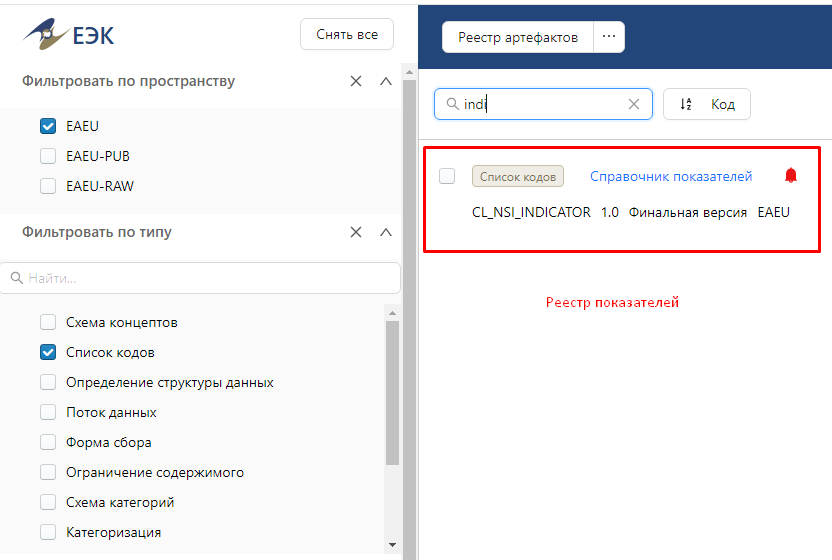 ЕЭК
Снять все
Фильтровать по пространству
EAEU
EAEU-PUB
EAEU-RAW
Фильтровать по типу
Найти...
Схема концептов
Список кодов
Определение структуры данных
Поток данных
Форма сбора
Ограничение содержимого
Схема категорий
Категоризация
Реестр артефактов ...
indi
Код
Список кодов Справочник показателей
CL_NSI_INDICATOR 1.0 Финальная версия EAEU
Реестр показателей